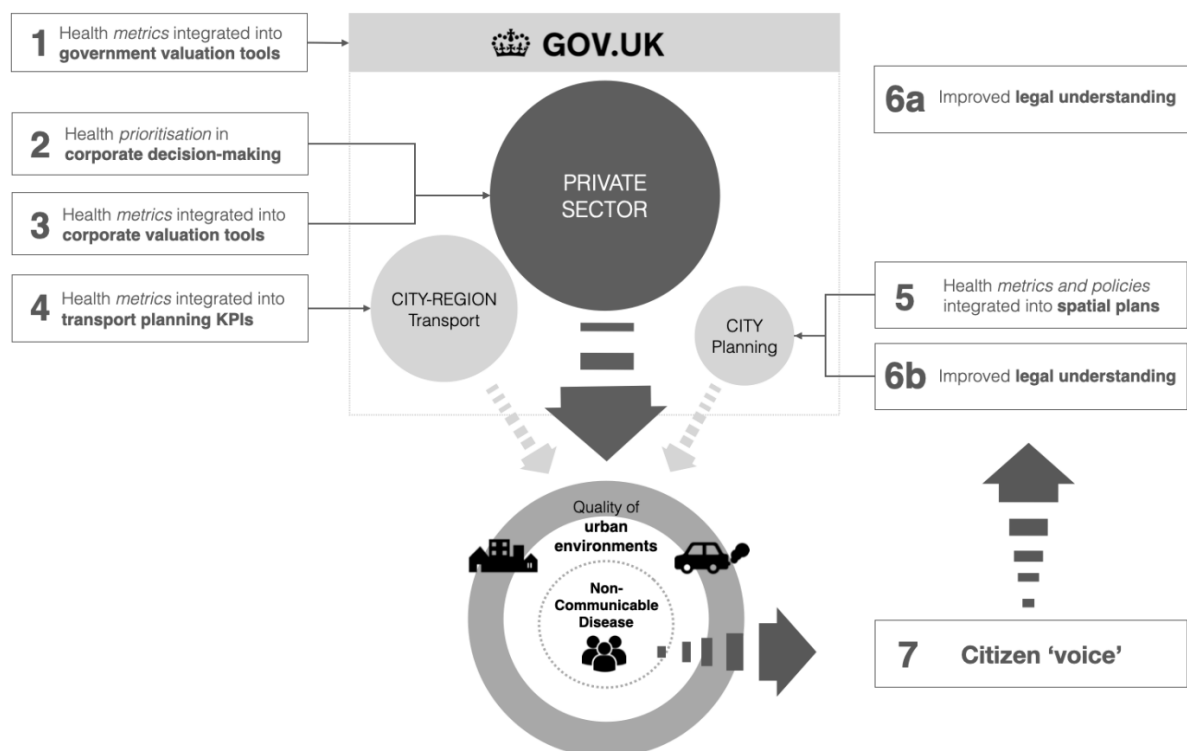 1 Health metrics integrated into
government valuation tools
GOV.UK
2 Health prioritisation in
corporate decision-making
3 Health metrics integrated into
corporate valuation tools
4 Health metrics integrated into
transport planning KPIs
PRIVATE
SECTOR
CITY-REGION
Transport
CITY
Planning
6a Improved legal understanding
5 Health metrics and policies
integrated into spatial plans
6b Improved legal understanding
Quality of
urban
environments
Non-
Communicable
Disease
7 Citizen ‘voice’